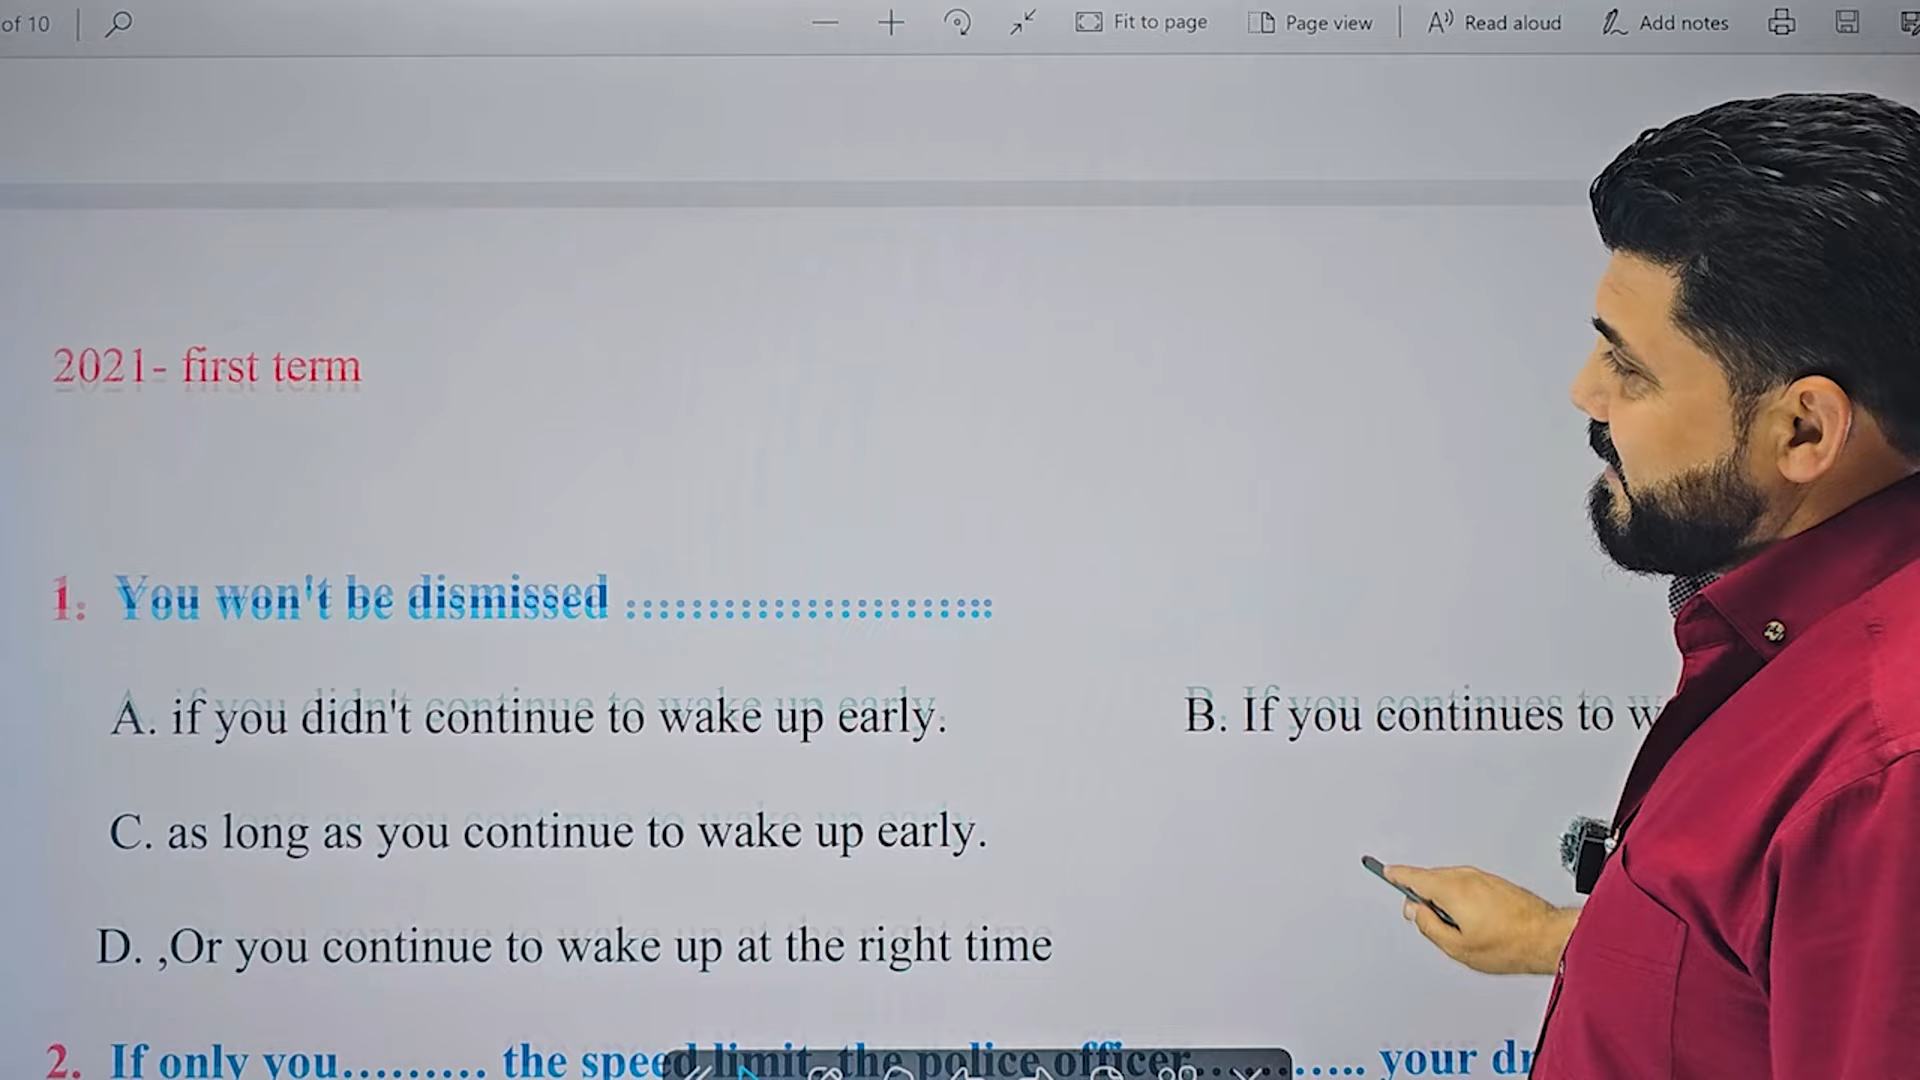 of 10 Fit to page Page view Read aloud Add notes
2021- first term
1. You won't be dismissed ......................
A. if you didn't continue to wake up early. B. If you continues to w
C. as long as you continue to wake up early.
D. ,Or you continue to wake up at the right time
2. If only you......... the speed limit, the police officer........... your dr